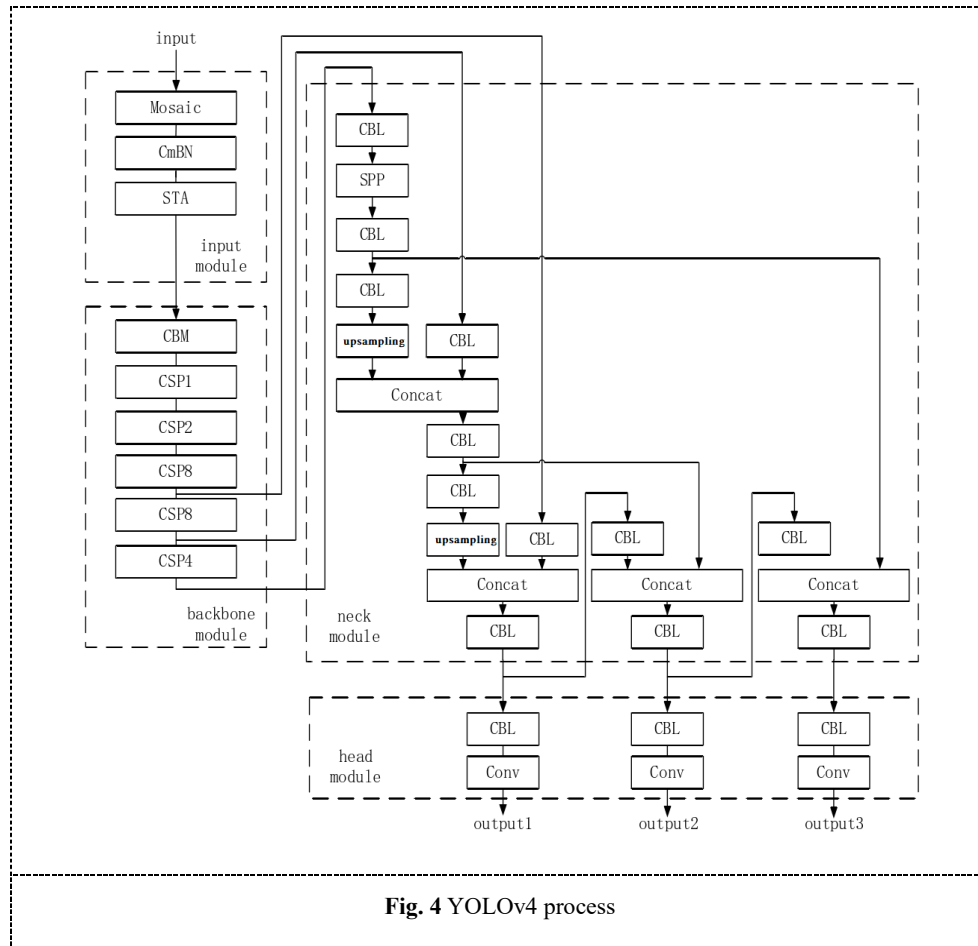 input
Mosaic
CmBN
STA
input
module
CBM
CSP1
CSP2
CSP8
CSP8
CSP4
backbone
module
CBL
SPP
CBL
CBL
upsampling
CBL
Concat
CBL
CBL
upsampling
CBL
CBL
CBL
Concat
Concat
Concat
neck
module
CBL
CBL
CBL
head
module
CBL
CBL
CBL
Conv
Conv
Conv
output1
output2
output3
Fig. 4 YOLOv4 process